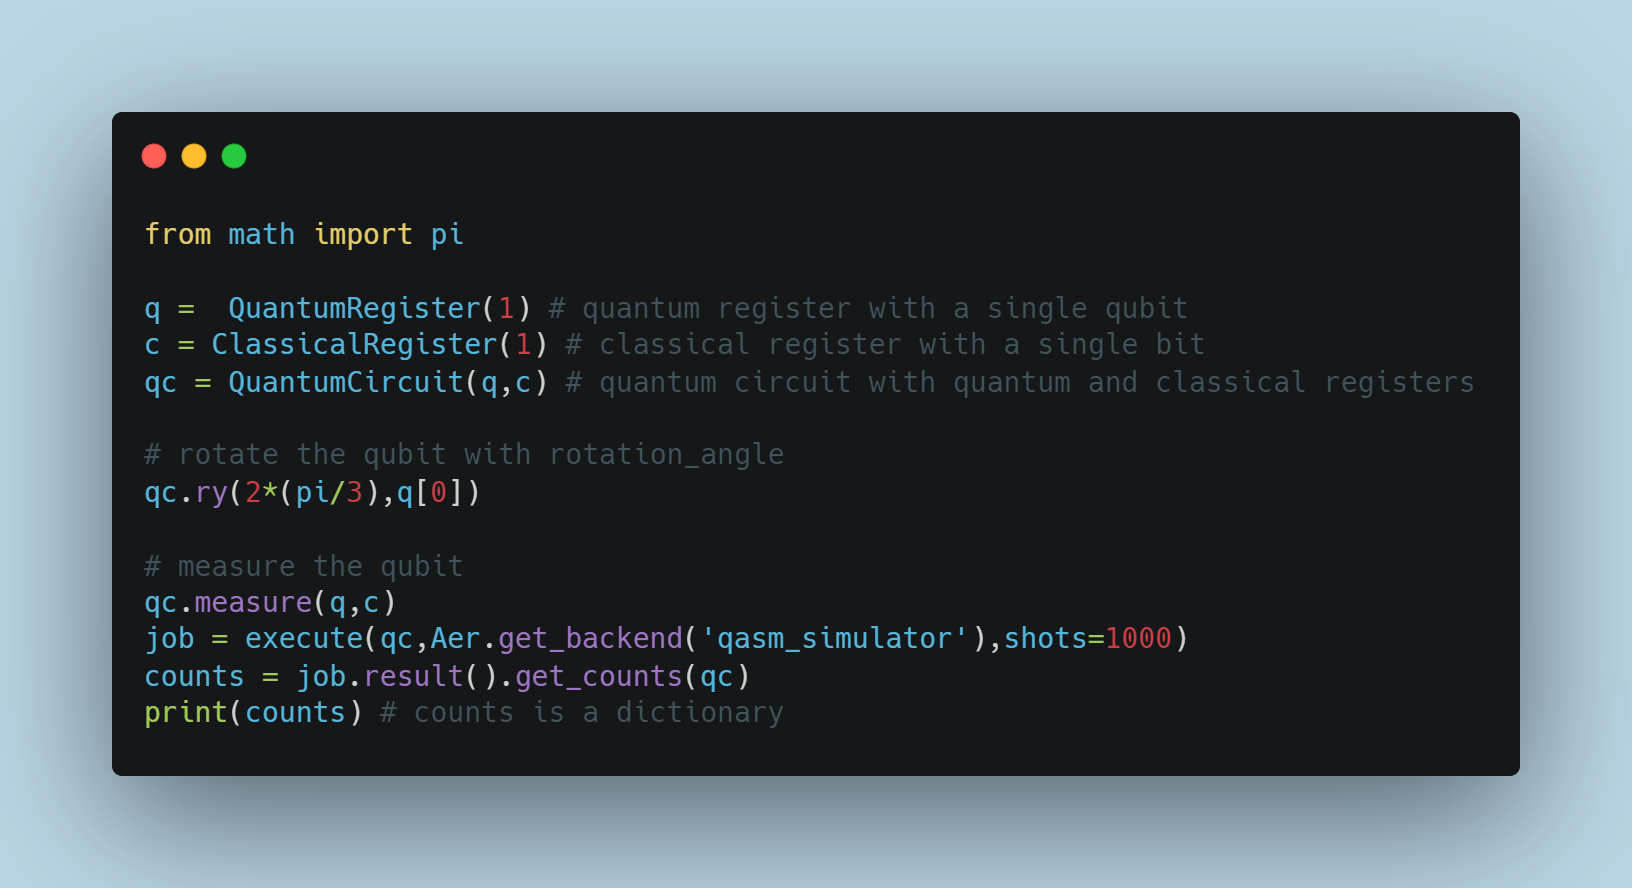 from math import pi
q =  QuantumRegister(1) # quantum register with a single qubit
c = ClassicalRegister(1) # classical register with a single bit
qc = QuantumCircuit(q,c) # quantum circuit with quantum and classical registers
# rotate the qubit with rotation_angle
qc.ry(2*(pi/3),q[0])
# measure the qubit
qc.measure(q,c)
job = execute(qc,Aer.get_backend('qasm_simulator'),shots=1000)
counts = job.result().get_counts(qc)
print(counts) # counts is a dictionary